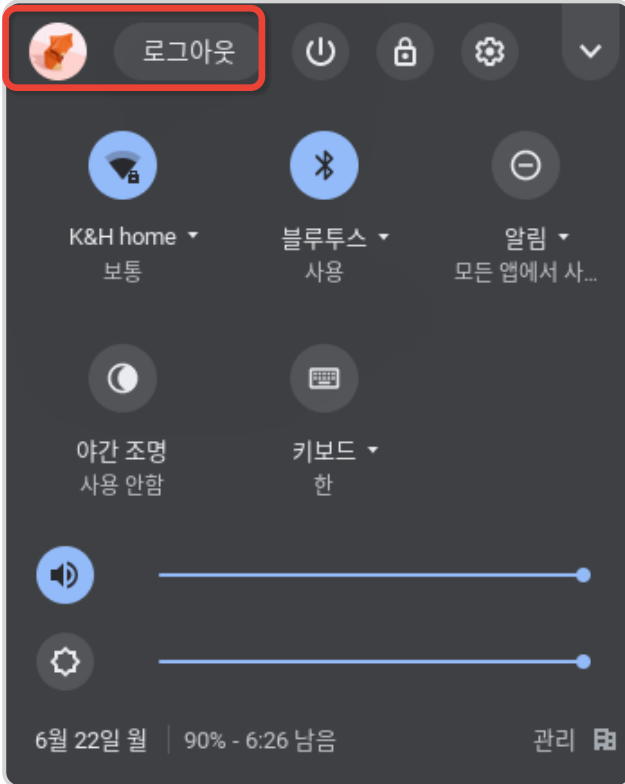 로그아웃
K&H home 블루투스 알림
보통 사용 모든 앱에서 사...
야간 조명 키보드
사용 안함 한
6월 22일 월 90% - 6:26 남음 관리